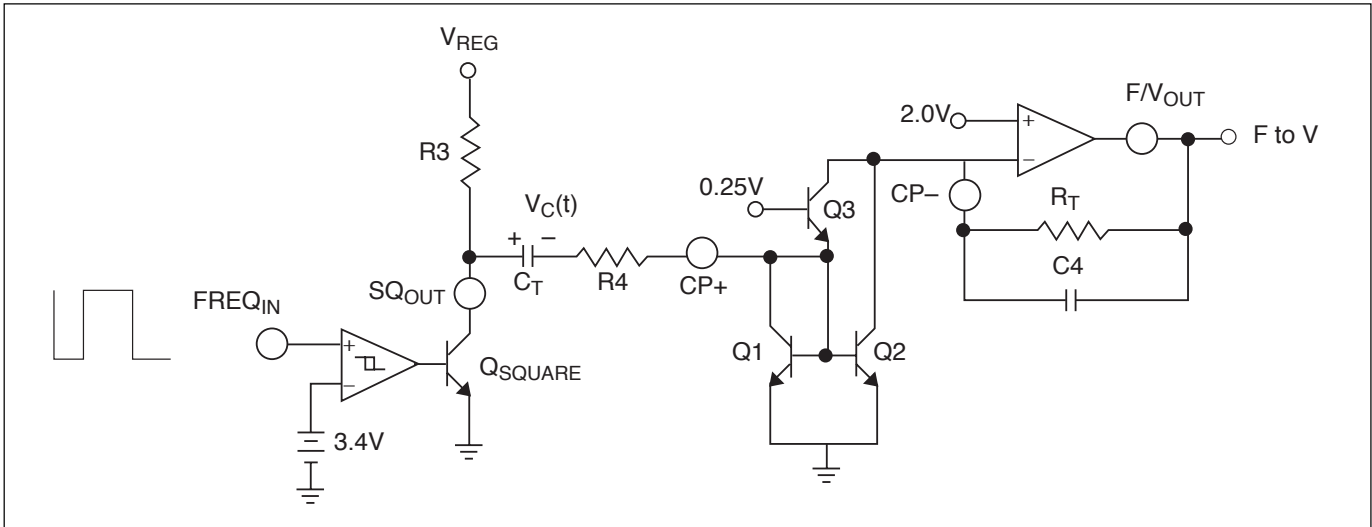 V_REG
R3
V_C(t)
+ −
C_T
R4
CP+
SQ_OUT
FREQ_IN
+
−
3.4V
Q_SQUARE
0.25V
Q3
Q1
Q2
2.0V
+
−
CP−
F/V_OUT
F to V
R_T
C4